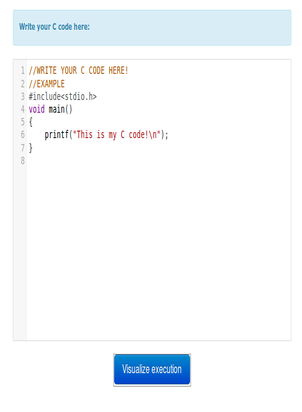 Write your C code here:
1 //WRITE YOUR C CODE HERE!
2 //EXAMPLE
3 #include<stdio.h>
4 void main()
5 {
6     printf("This is my C code!\n");
7 }
8
Visualize execution